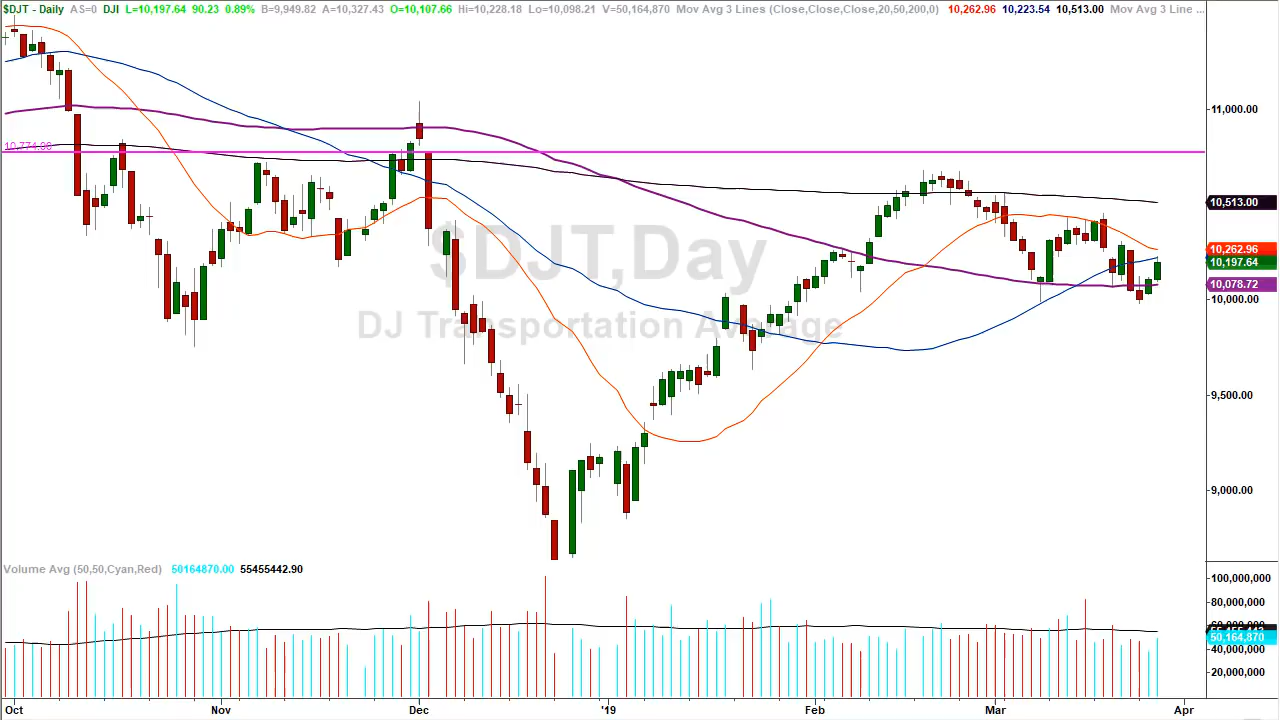 $DJT - Daily AS=0 DJI L=10,197.64 90.23 0.89% B=9,949.82 A=10,327.43 O=10,107.66 Hi=10,228.18 Lo=10,098.21 V=50,164,870 Mov Avg 3 Lines (Close,Close,Close,20,50,200,0) 10,262.96 10,223.54 10,513.00 Mov Avg 3 Line ...
11,000.00
10,774.96
10,513.00
$DJT,Day
10,262.96
10,197.64
10,078.72
10,000.00
DJ Transportation Average
9,500.00
9,000.00
Volume Avg (50,50,Cyan,Red) 50164870.00 55455442.90
100,000,000
80,000,000
50,164,870
40,000,000
20,000,000
Oct Nov Dec '19 Feb Mar Apr